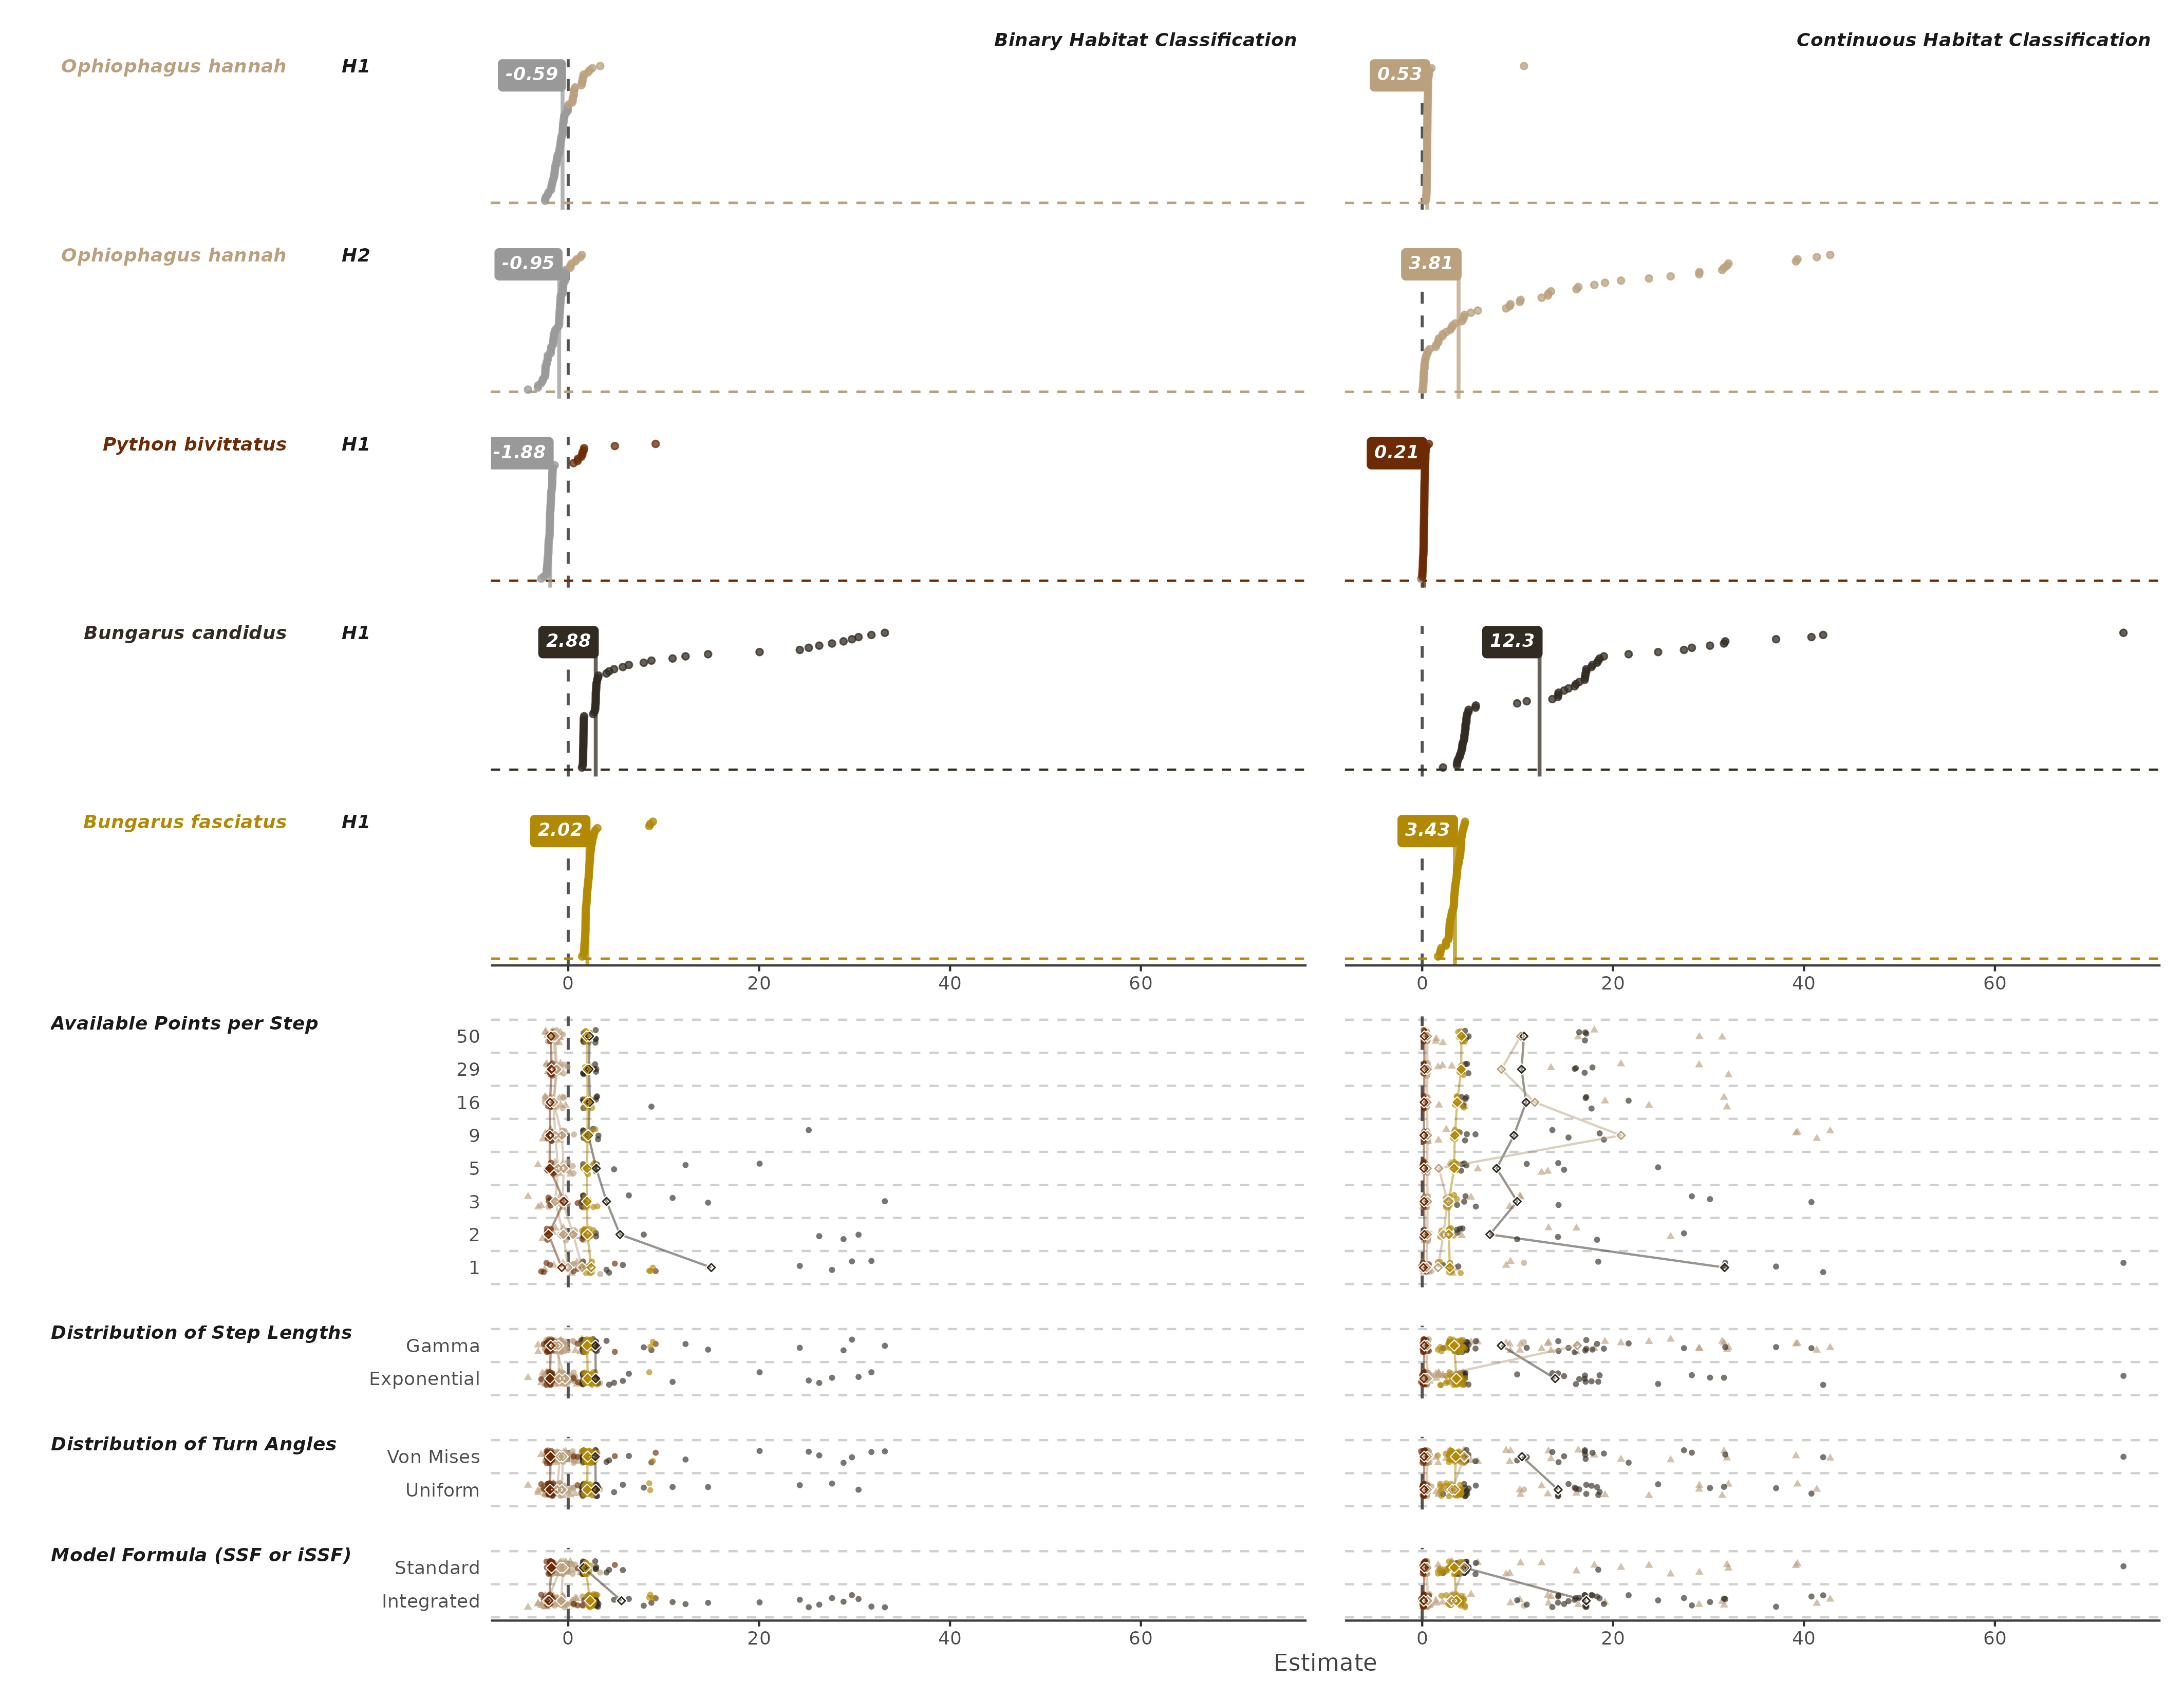 Binary Habitat Classification
Continuous Habitat Classification
Ophiophagus hannah H1 -0.59 0.53
Ophiophagus hannah H2 -0.95 3.81
Python bivittatus H1 -1.88 0.21
Bungarus candidus H1 2.88 12.3
Bungarus fasciatus H1 2.02 3.43
0 20 40 60 0 20 40 60
Available Points per Step
50
29
16
9
5
3
2
1
Distribution of Step Lengths
Gamma
Exponential
Distribution of Turn Angles
Von Mises
Uniform
Model Formula (SSF or iSSF)
Standard
Integrated
0 20 40 60 0 20 40 60
Estimate